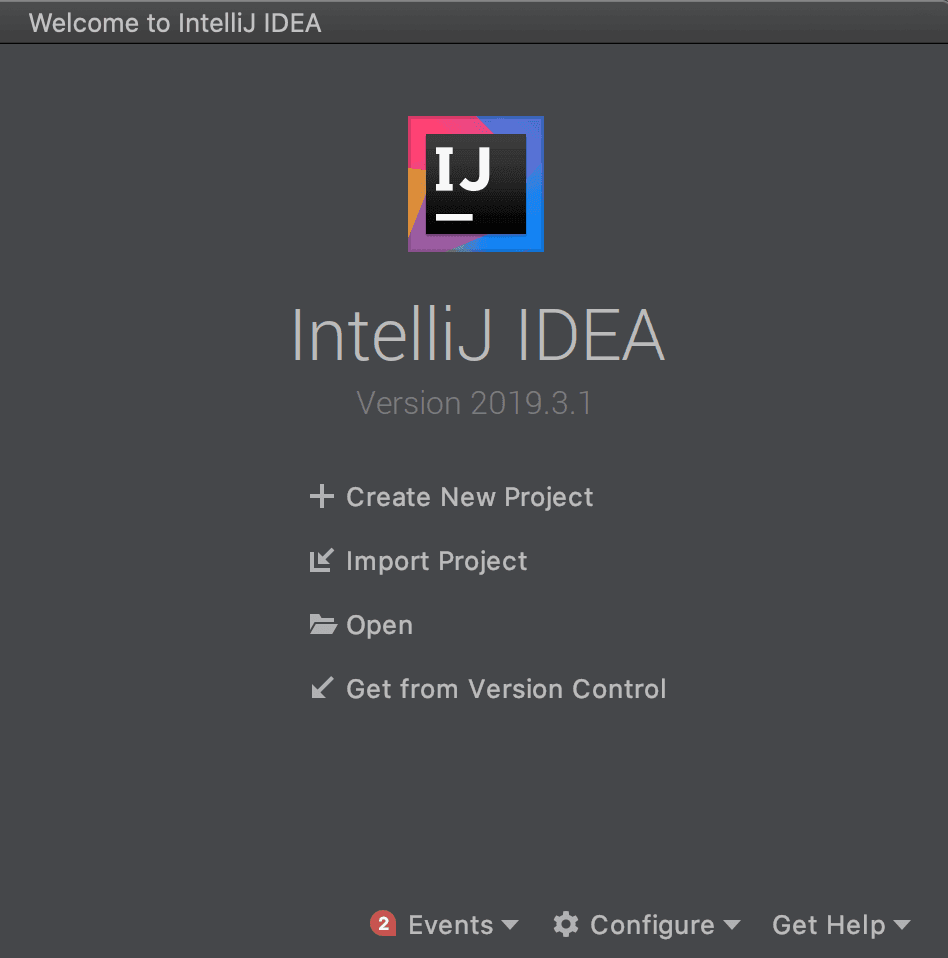 Welcome to IntelliJ IDEA
IJ
IntelliJ IDEA
Version 2019.3.1
Create New Project
Import Project
Open
Get from Version Control
2 Events Configure Get Help